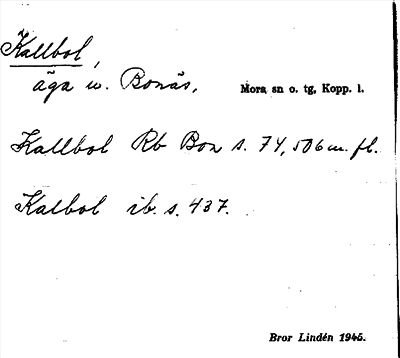 Kallbol,
äga u. Bonäs. Mora sn o. tg, Kopp. l.
Kallbol Rb Bon s. 74, 506 m. fl.
Kalbol ib. s. 437.
Bror Lindén 1945.